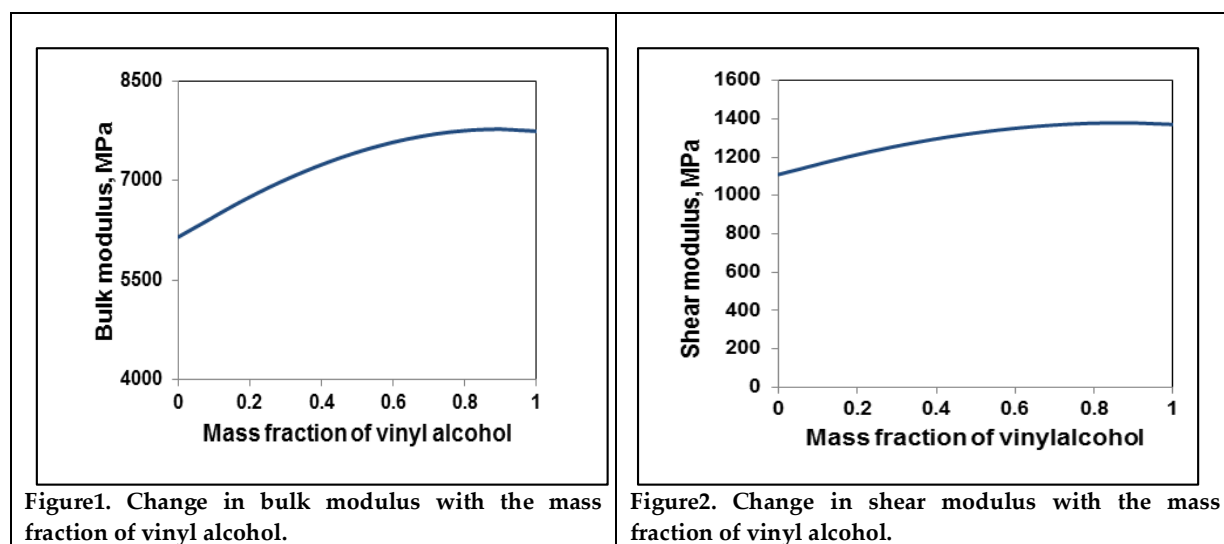 8500
7000
5500
4000
Bulk modulus, MPa
0 0.2 0.4 0.6 0.8 1
Mass fraction of vinyl alcohol
Figure1. Change in bulk modulus with the mass
fraction of vinyl alcohol.
1600
1400
1200
1000
800
600
400
200
0
Shear modulus, MPa
0 0.2 0.4 0.6 0.8 1
Mass fraction of vinylalcohol
Figure2. Change in shear modulus with the mass
fraction of vinyl alcohol.